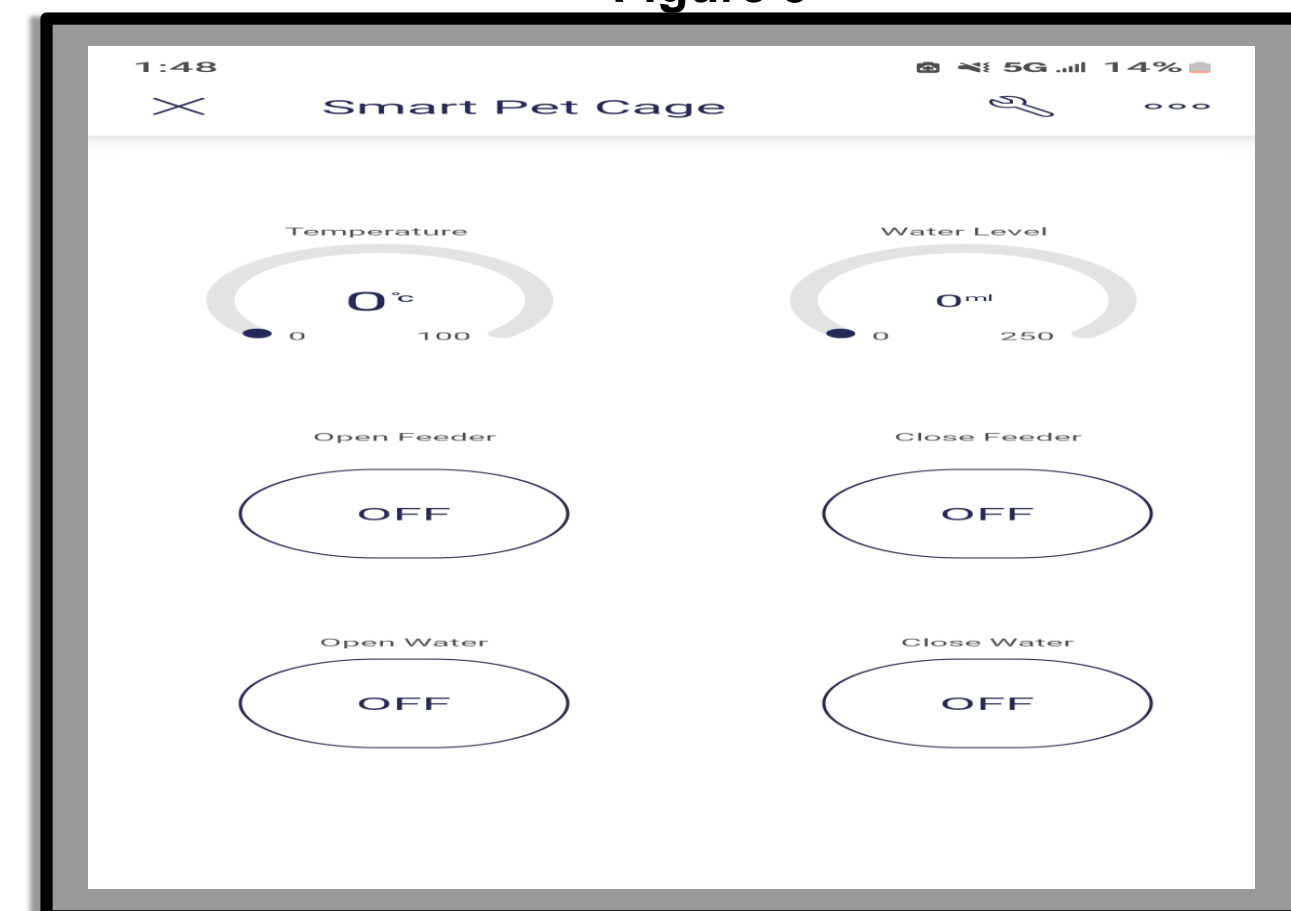 1:48 5G 14%
Smart Pet Cage
Temperature Water Level
0°c 0ml
0 100 0 250
Open Feeder Close Feeder
OFF OFF
Open Water Close Water
OFF OFF